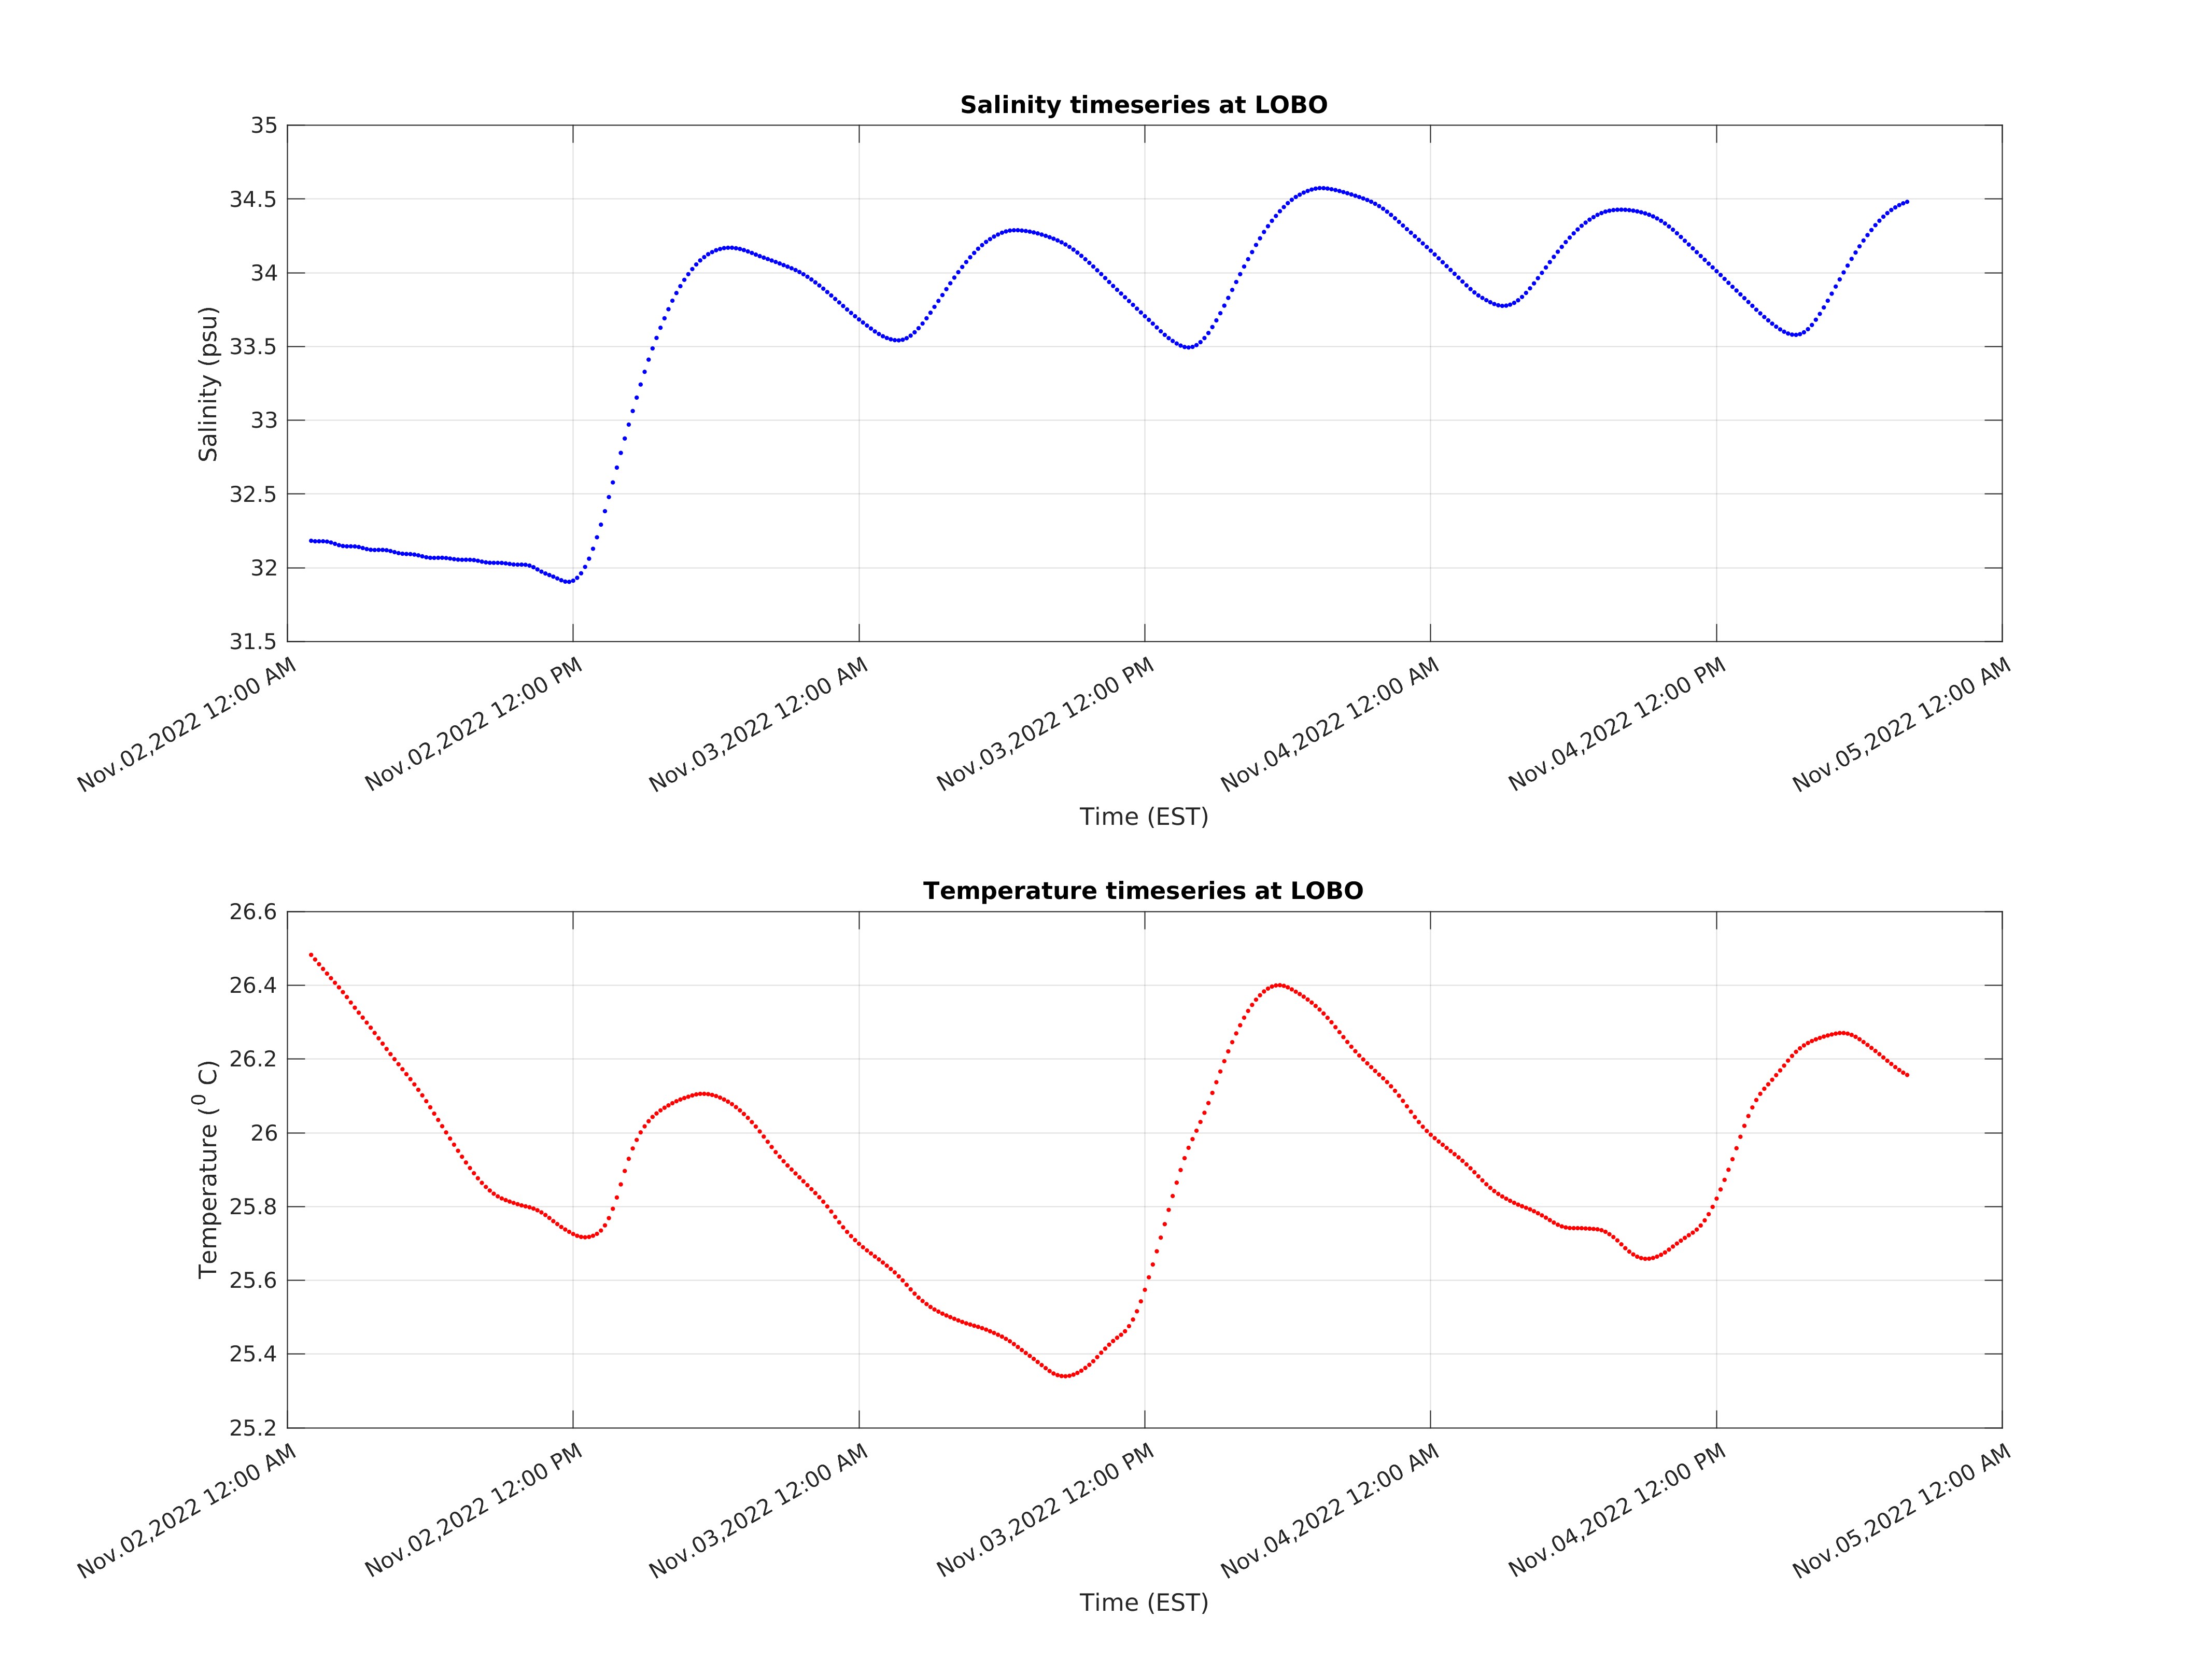 Salinity timeseries at LOBO
35
34.5
34
33.5
33
32.5
32
31.5
Salinity (psu)
Nov.02,2022 12:00 AM
Nov.02,2022 12:00 PM
Nov.03,2022 12:00 AM
Nov.03,2022 12:00 PM
Nov.04,2022 12:00 AM
Nov.04,2022 12:00 PM
Nov.05,2022 12:00 AM
Time (EST)
Temperature timeseries at LOBO
26.6
26.4
26.2
26
25.8
25.6
25.4
25.2
Temperature (⁰ C)
Nov.02,2022 12:00 AM
Nov.02,2022 12:00 PM
Nov.03,2022 12:00 AM
Nov.03,2022 12:00 PM
Nov.04,2022 12:00 AM
Nov.04,2022 12:00 PM
Nov.05,2022 12:00 AM
Time (EST)